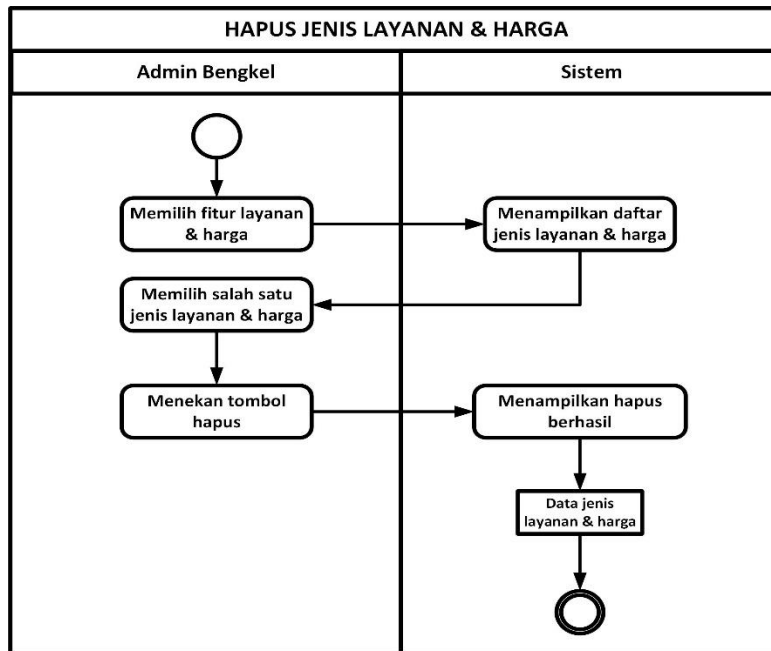 HAPUS JENIS LAYANAN & HARGA
Admin Bengkel
Sistem
Memilih fitur layanan
& harga
Menampilkan daftar
jenis layanan & harga
Memilih salah satu
jenis layanan & harga
Menekan tombol
hapus
Menampilkan hapus
berhasil
Data jenis
layanan & harga